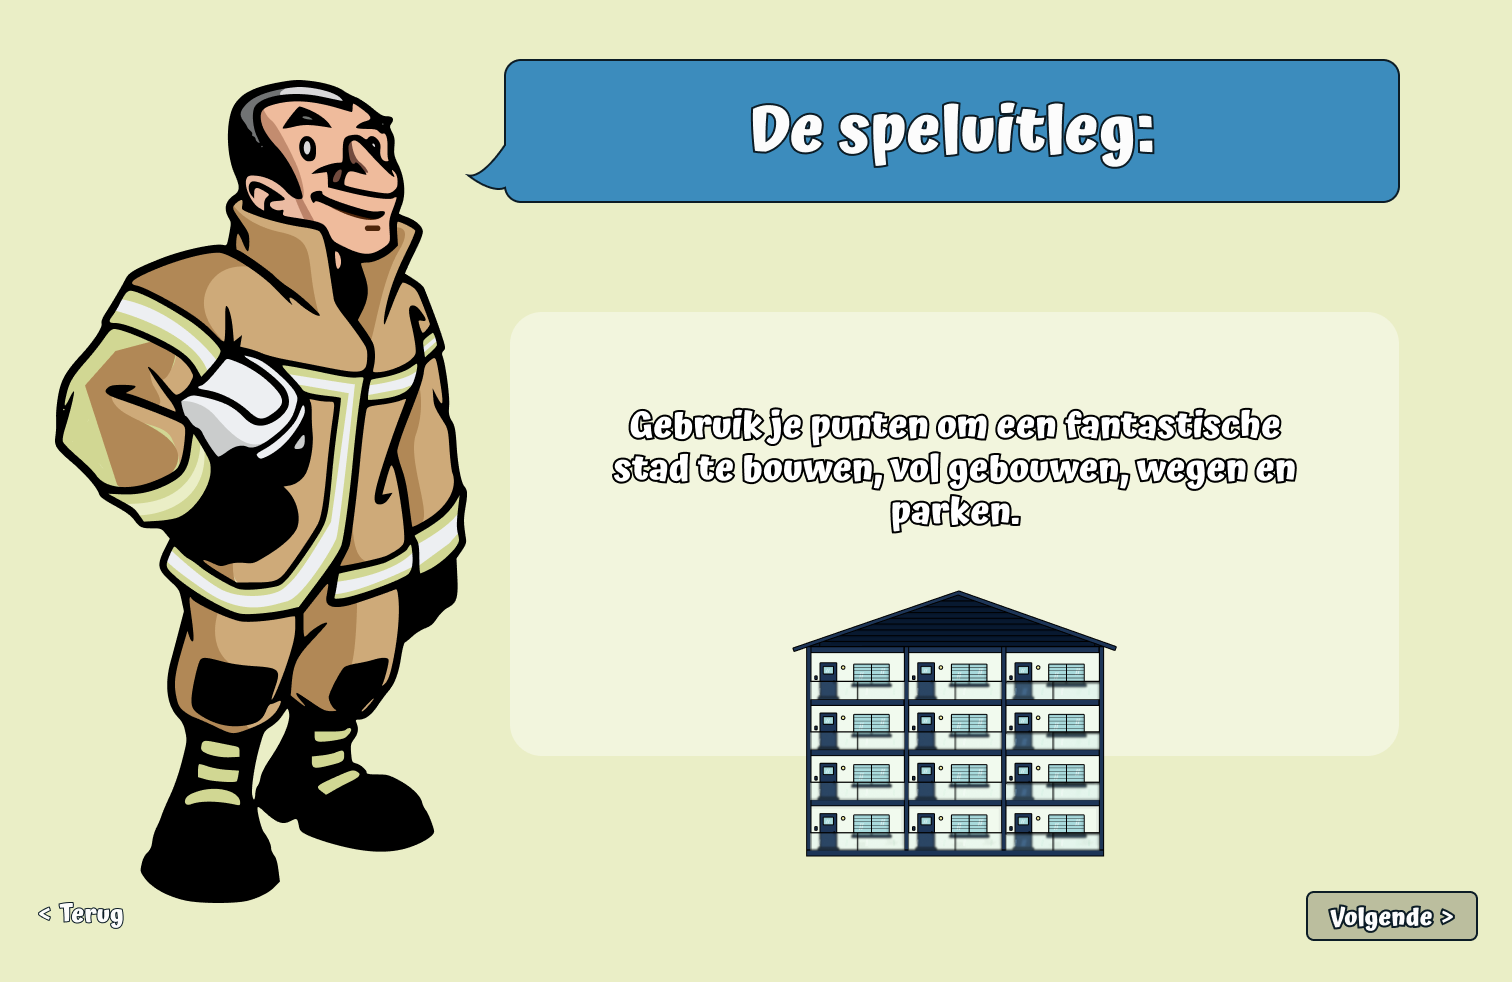 De speluitleg:
Gebruik je punten om een fantastische
stad te bouwen, vol gebouwen, wegen en
parken.
< Terug
Volgende >